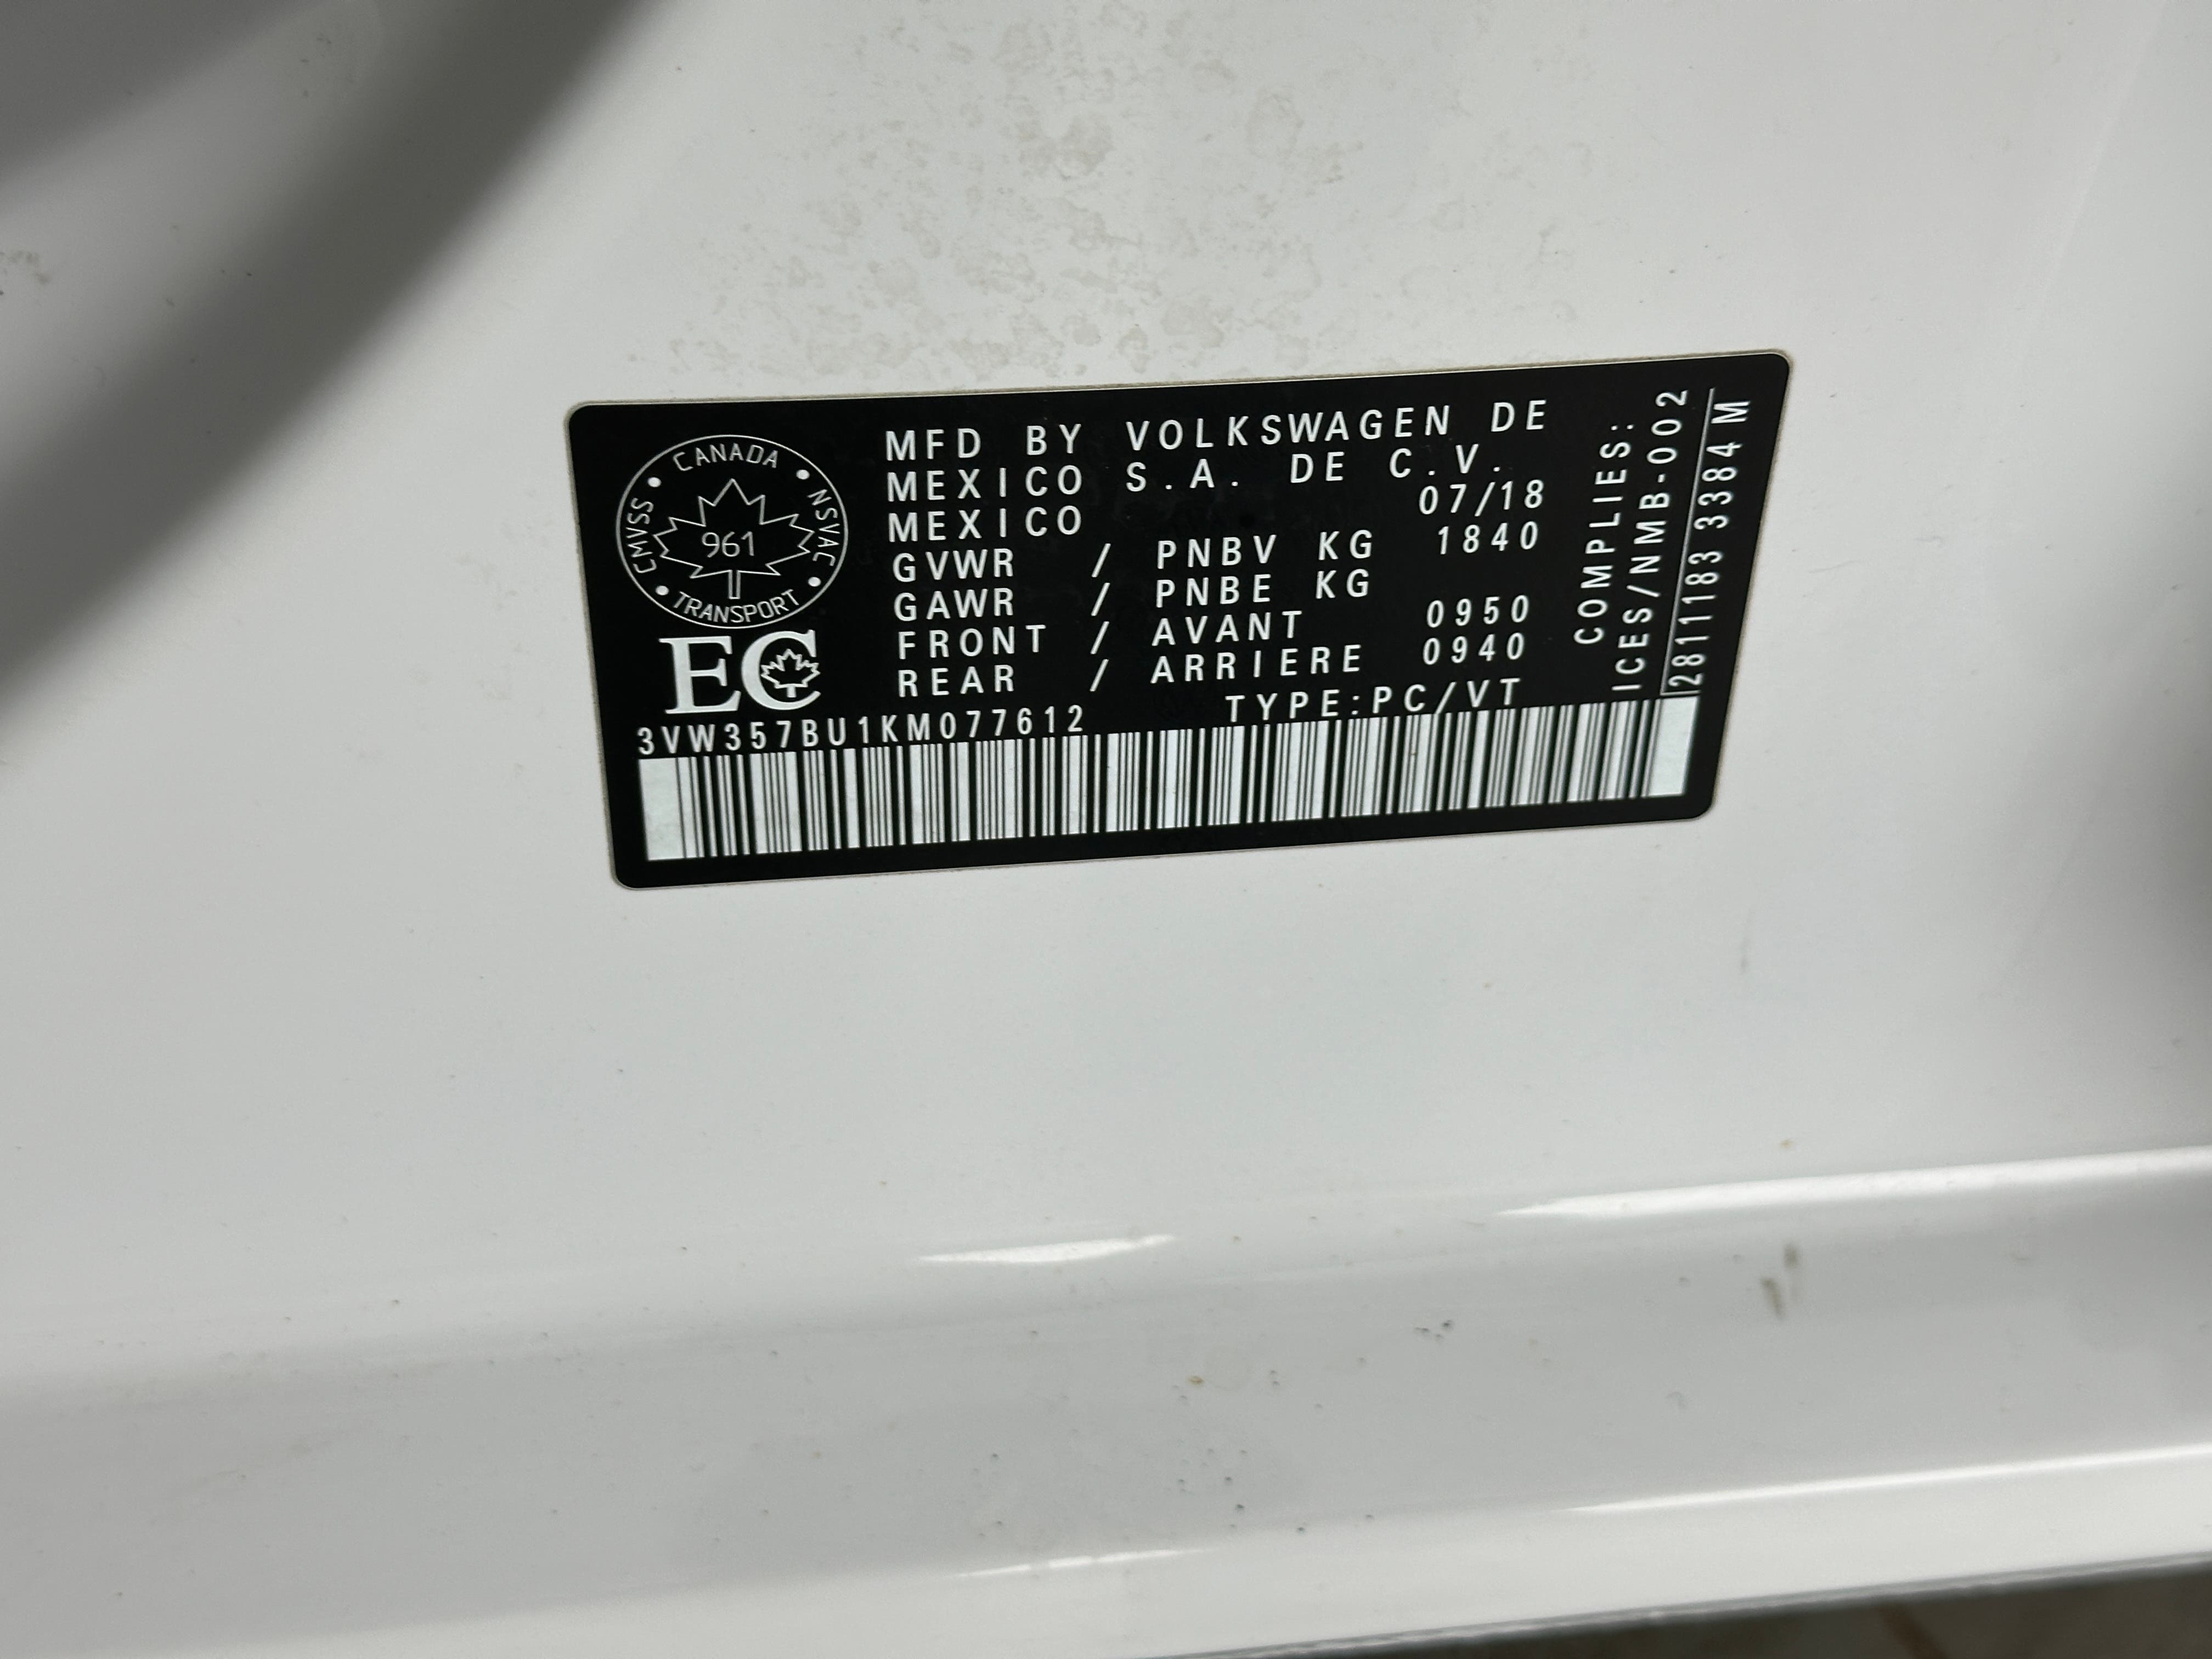 CANADA
CMVSS
NSVAC
961
TRANSPORT
EC
MFD BY VOLKSWAGEN DE
MEXICO S.A. DE C.V.
MEXICO 07/18
GVWR / PNBV KG 1840
GAWR / PNBE KG
FRONT / AVANT 0950
REAR / ARRIERE 0940
TYPE:PC/VT
3VW357BU1KM077612
COMPLIES:
ICES/NMB-002
2811183 3384 M